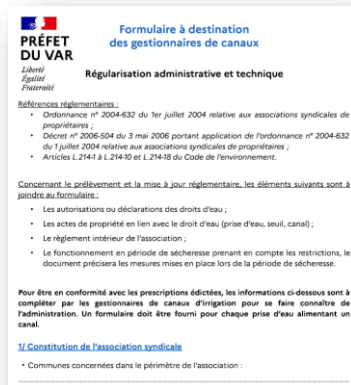 PRÉFET
DU VAR
Liberté
Égalité
Fraternité
Formulaire à destination
des gestionnaires de canaux
Régularisation administrative et technique
Références réglementaires :
• Ordonnance n° 2004-632 du 1er juillet 2004 relative aux associations syndicales de
propriétaires ;
• Décret n° 2006-504 du 3 mai 2006 portant application de l'ordonnance n° 2004-632
du 1 juillet 2004 relative aux associations syndicales de propriétaires ;
• Articles L.214-1 à L.214-10 et L.214-18 du Code de l'environnement.
Concernant le prélèvement et la mise à jour réglementaire, les éléments suivants sont à
joindre au formulaire :
• Les autorisations ou déclarations des droits d'eau ;
• Les actes de propriété en lien avec le droit d'eau (prise d'eau, seuil, canal) ;
• Le règlement intérieur de l'association ;
• Le fonctionnement en période de sécheresse prenant en compte les restrictions, le
document précisera les mesures mises en place lors de la période de sécheresse.
Pour être en conformité avec les prescriptions édictées, les informations ci-dessous sont à
compléter par les gestionnaires de canaux d'irrigation pour se faire connaître de
l'administration. Un formulaire doit être fourni pour chaque prise d'eau alimentant un
canal.
1/ Constitution de l'association syndicale
• Communes concernées dans le périmètre de l'association :